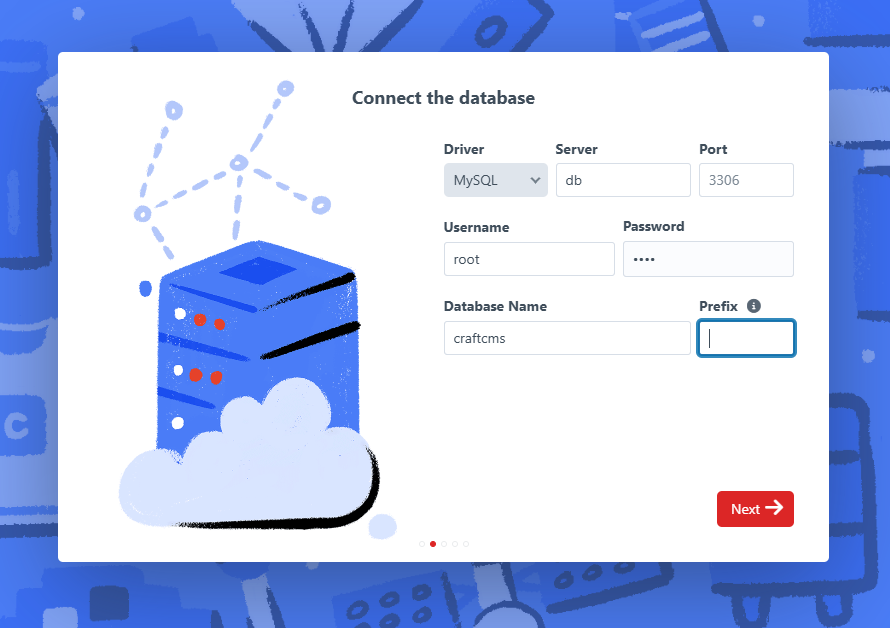 Connect the database
Driver Server Port
MySQL db 3306
Username Password
root ••••
Database Name Prefix
craftcms
C
Next